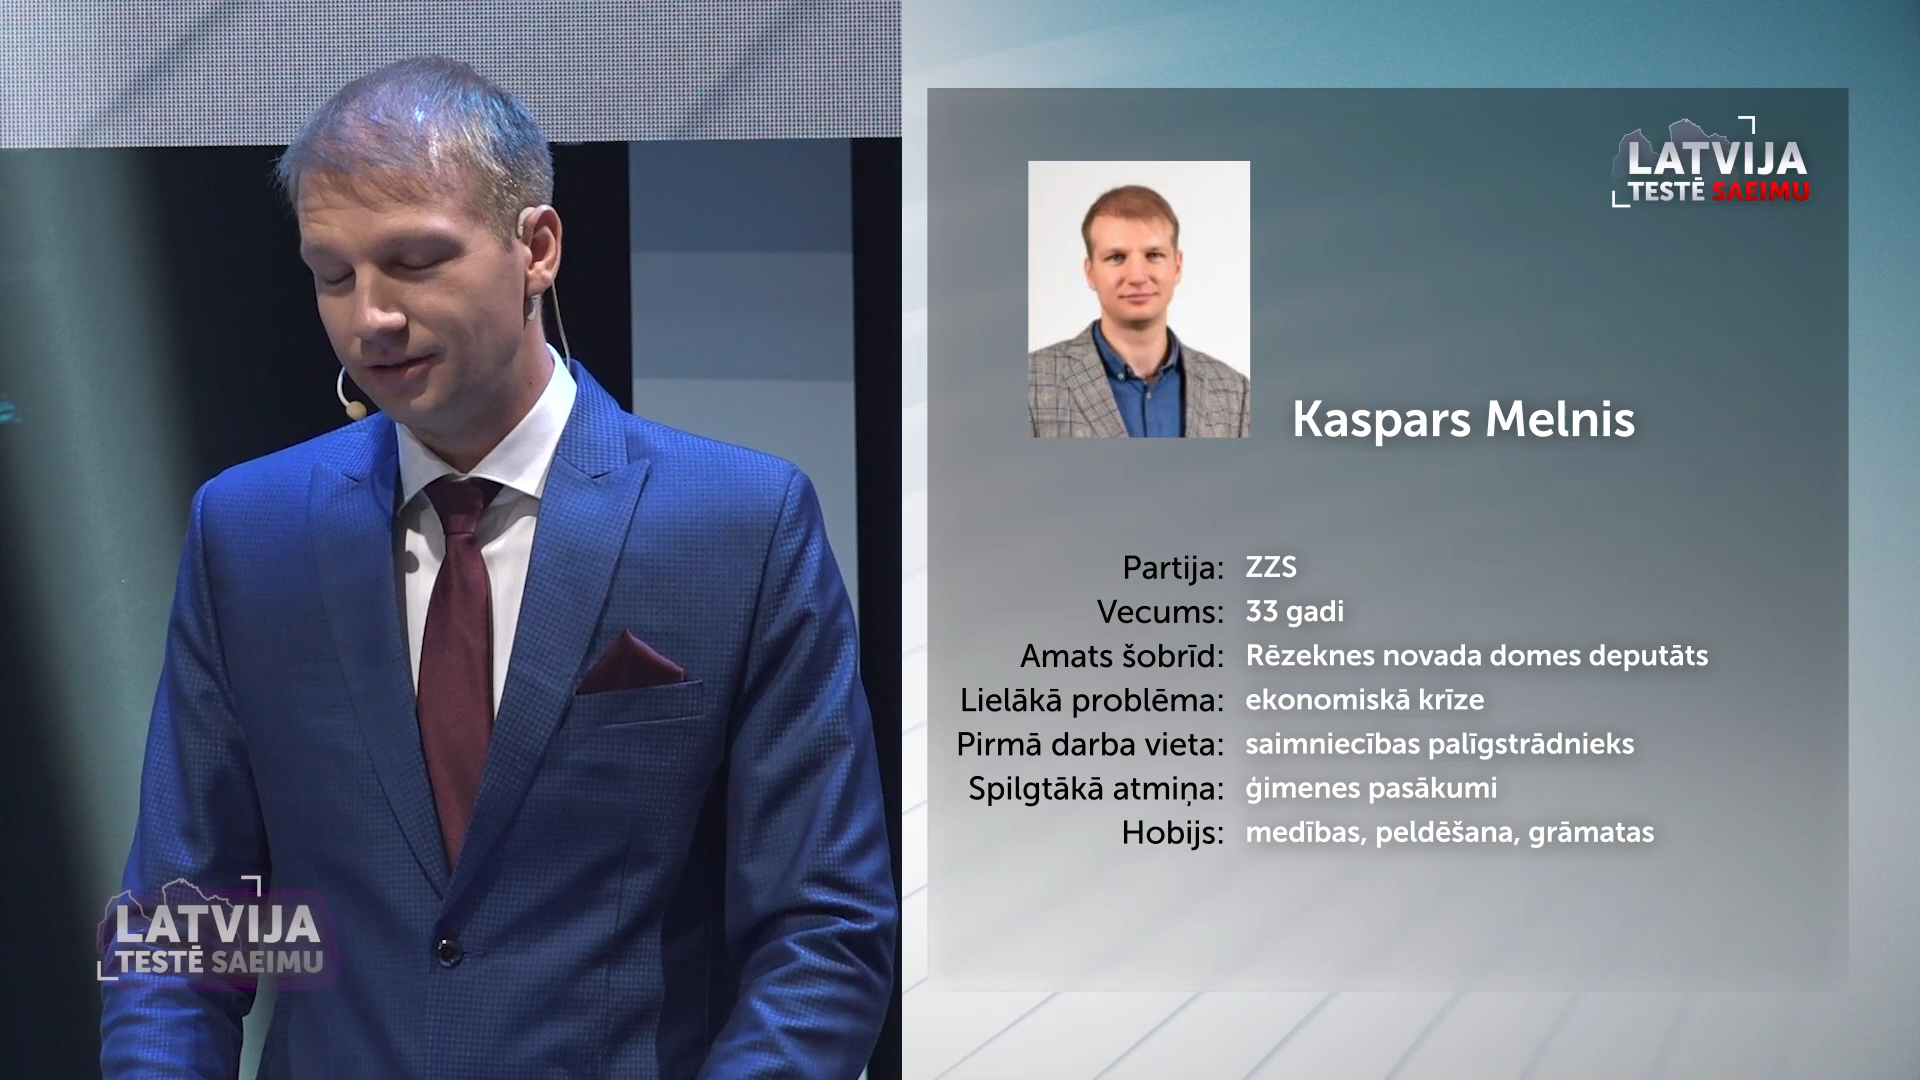 LATVIJA
TESTĒ SAEIMU
Kaspars Melnis
Partija: ZZS
Vecums: 33 gadi
Amats šobrīd: Rēzeknes novada domes deputāts
Lielākā problēma: ekonomiskā krīze
Pirmā darba vieta: saimniecības palīgstrādnieks
Spilgtākā atmiņa: ģimenes pasākumi
Hobijs: medības, peldēšana, grāmatas
LATVIJA
TESTĒ SAEIMU